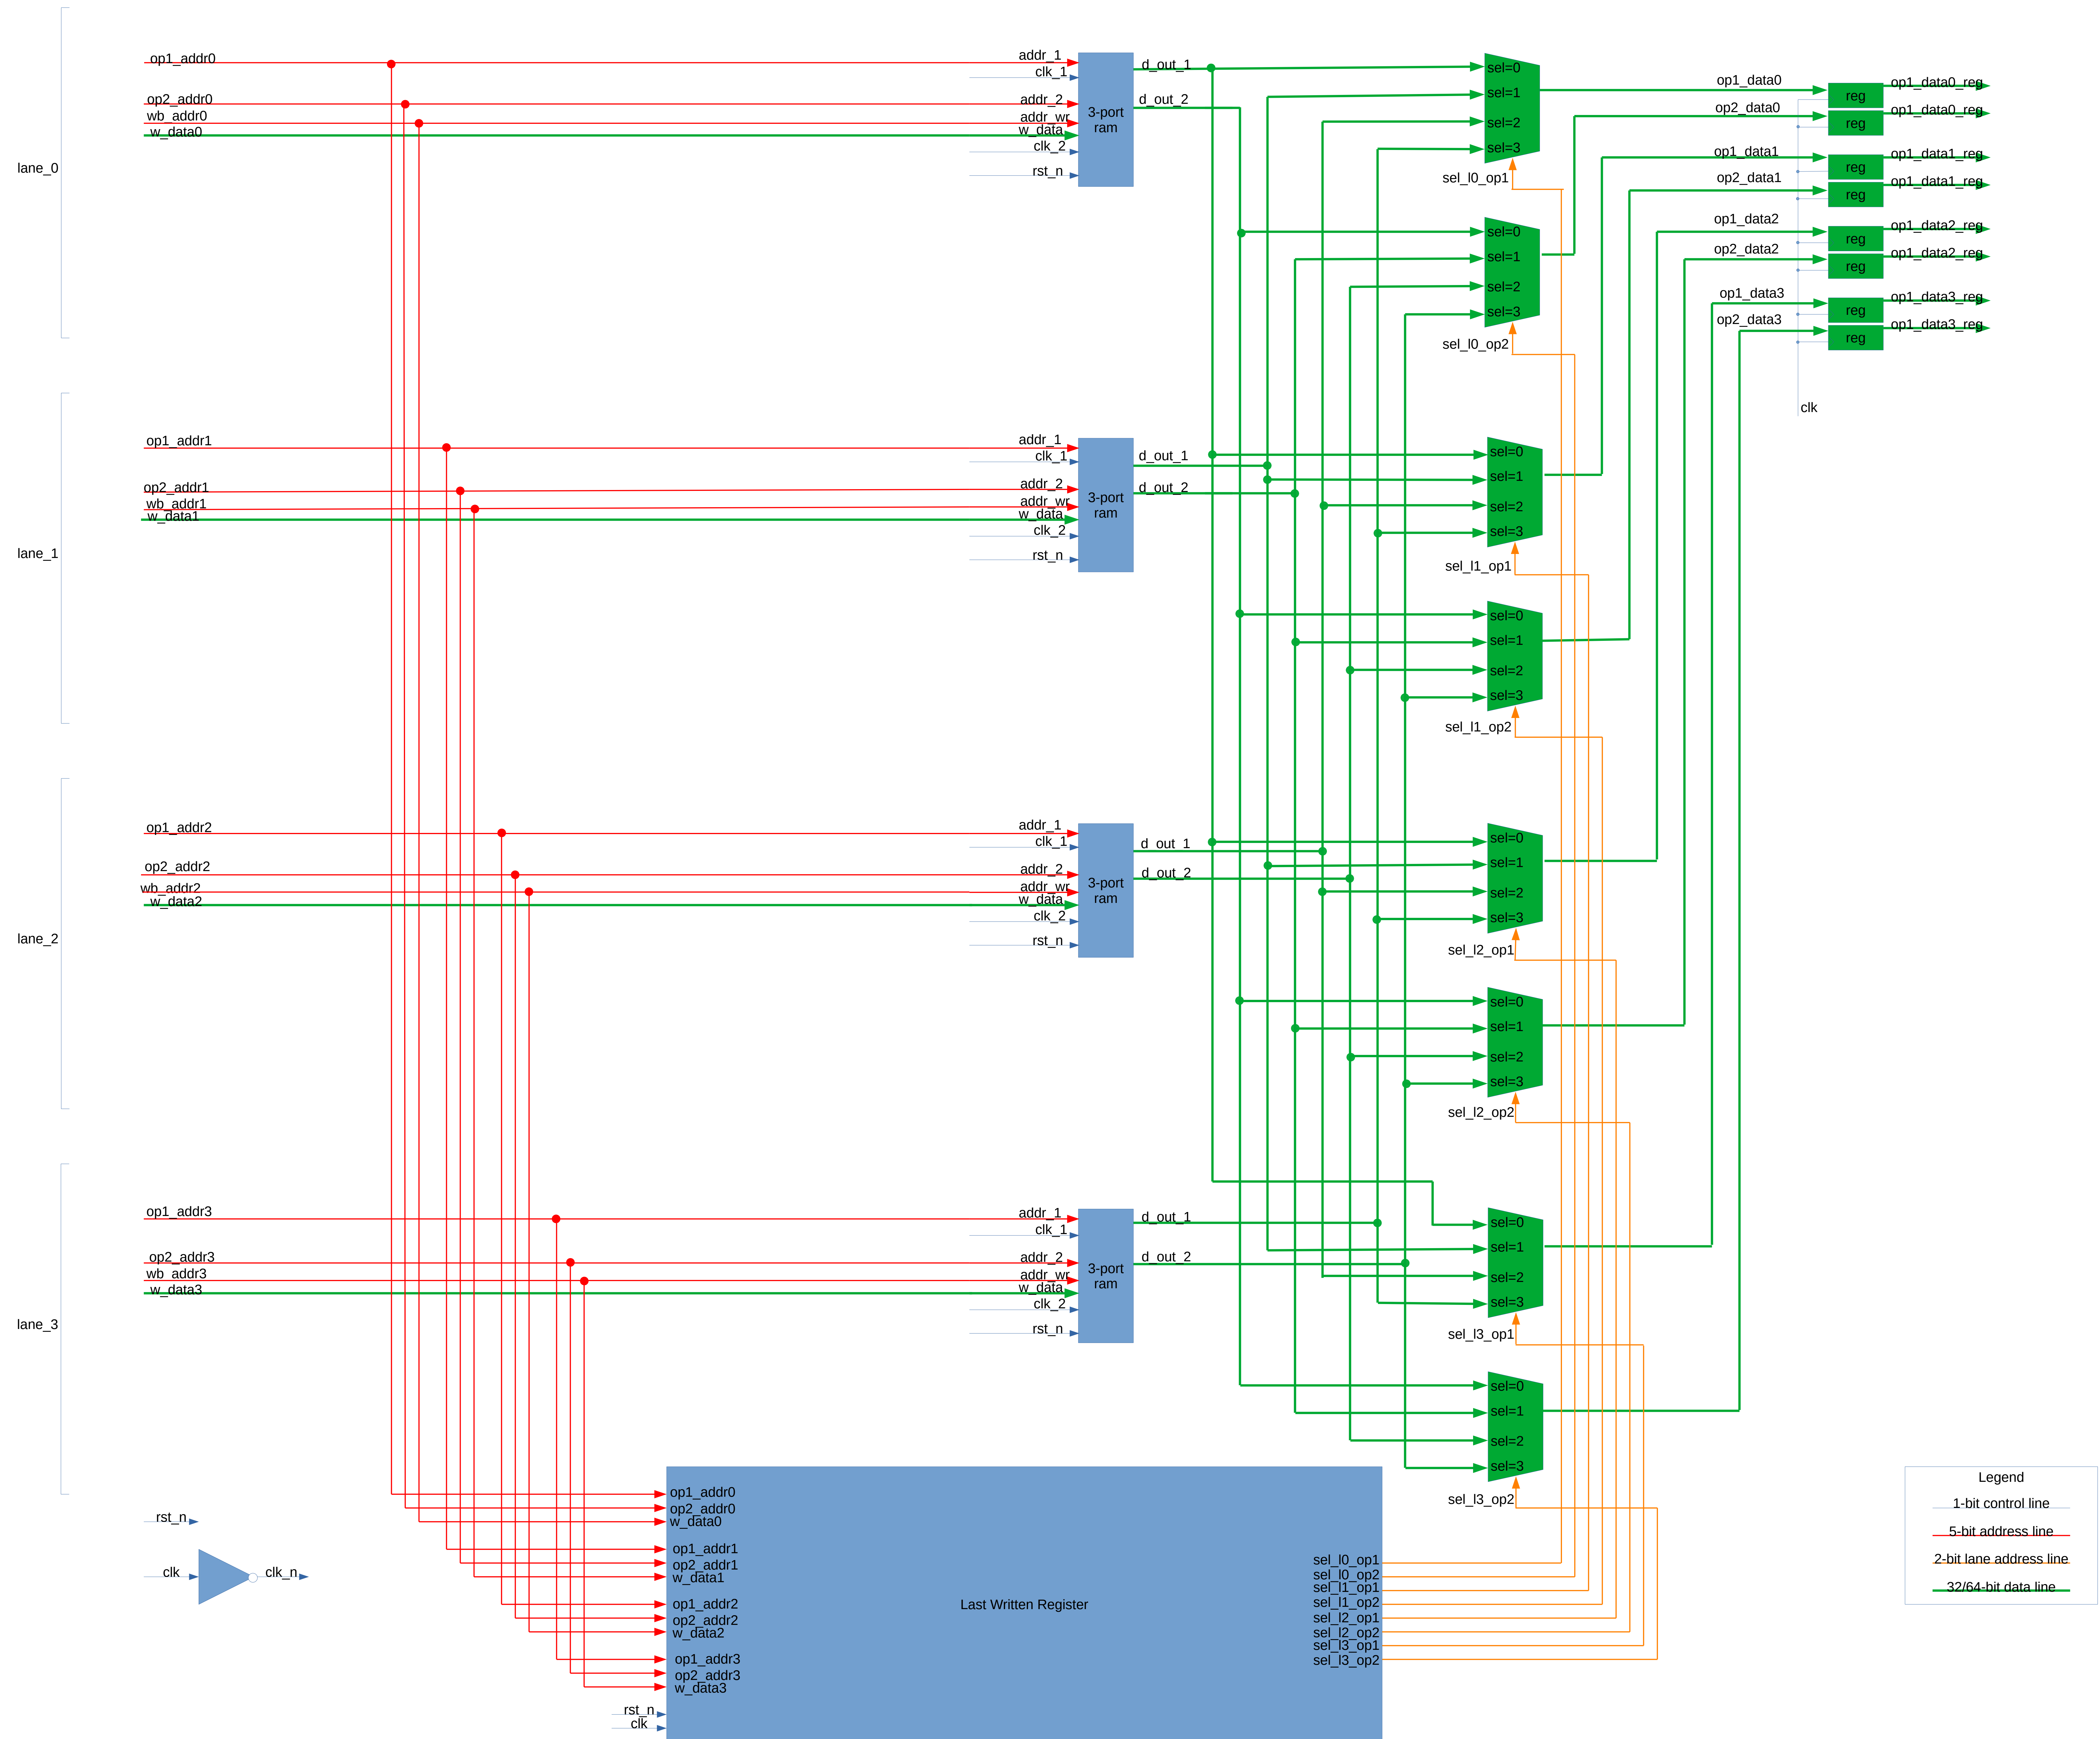 lane_0
op1_addr0
op2_addr0
wb_addr0
w_data0
addr_1
clk_1
addr_2
addr_wr
w_data
clk_2
rst_n
3-port
ram
d_out_1
d_out_2
sel=0
sel=1
sel=2
sel=3
sel_l0_op1
sel=0
sel=1
sel=2
sel=3
sel_l0_op2
op1_data0
op2_data0
op1_data1
op2_data1
op1_data2
op2_data2
op1_data3
op2_data3
reg
reg
reg
reg
reg
reg
reg
reg
op1_data0_reg
op1_data0_reg
op1_data1_reg
op1_data1_reg
op1_data2_reg
op1_data2_reg
op1_data3_reg
op1_data3_reg
clk
lane_1
op1_addr1
op2_addr1
wb_addr1
w_data1
addr_1
clk_1
addr_2
addr_wr
w_data
clk_2
rst_n
3-port
ram
d_out_1
d_out_2
sel=0
sel=1
sel=2
sel=3
sel_l1_op1
sel=0
sel=1
sel=2
sel=3
sel_l1_op2
lane_2
op1_addr2
op2_addr2
wb_addr2
w_data2
addr_1
clk_1
addr_2
addr_wr
w_data
clk_2
rst_n
3-port
ram
d_out_1
d_out_2
sel=0
sel=1
sel=2
sel=3
sel_l2_op1
sel=0
sel=1
sel=2
sel=3
sel_l2_op2
lane_3
op1_addr3
op2_addr3
wb_addr3
w_data3
addr_1
clk_1
addr_2
addr_wr
w_data
clk_2
rst_n
3-port
ram
d_out_1
d_out_2
sel=0
sel=1
sel=2
sel=3
sel_l3_op1
sel=0
sel=1
sel=2
sel=3
sel_l3_op2
rst_n
clk
clk_n
op1_addr0
op2_addr0
w_data0
op1_addr1
op2_addr1
w_data1
op1_addr2
op2_addr2
w_data2
op1_addr3
op2_addr3
w_data3
rst_n
clk
Last Written Register
sel_l0_op1
sel_l0_op2
sel_l1_op1
sel_l1_op2
sel_l2_op1
sel_l2_op2
sel_l3_op1
sel_l3_op2
Legend
1-bit control line
5-bit address line
2-bit lane address line
32/64-bit data line